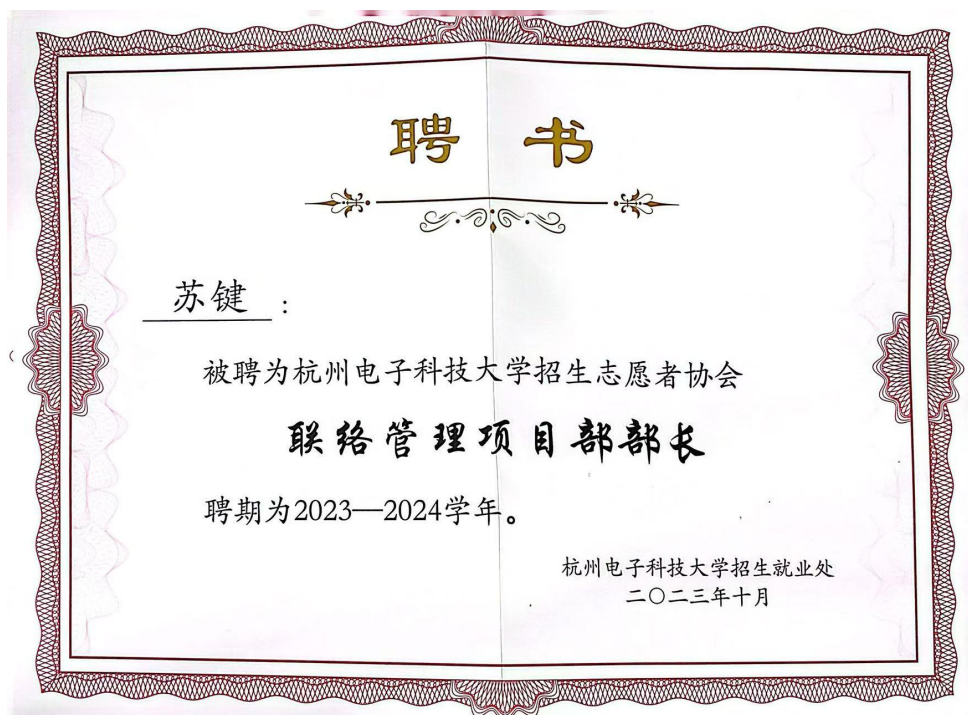 聘 书
苏键：
被聘为杭州电子科技大学招生志愿者协会
联络管理项目部部长
聘期为2023—2024学年。
杭州电子科技大学招生就业处
二〇二三年十月